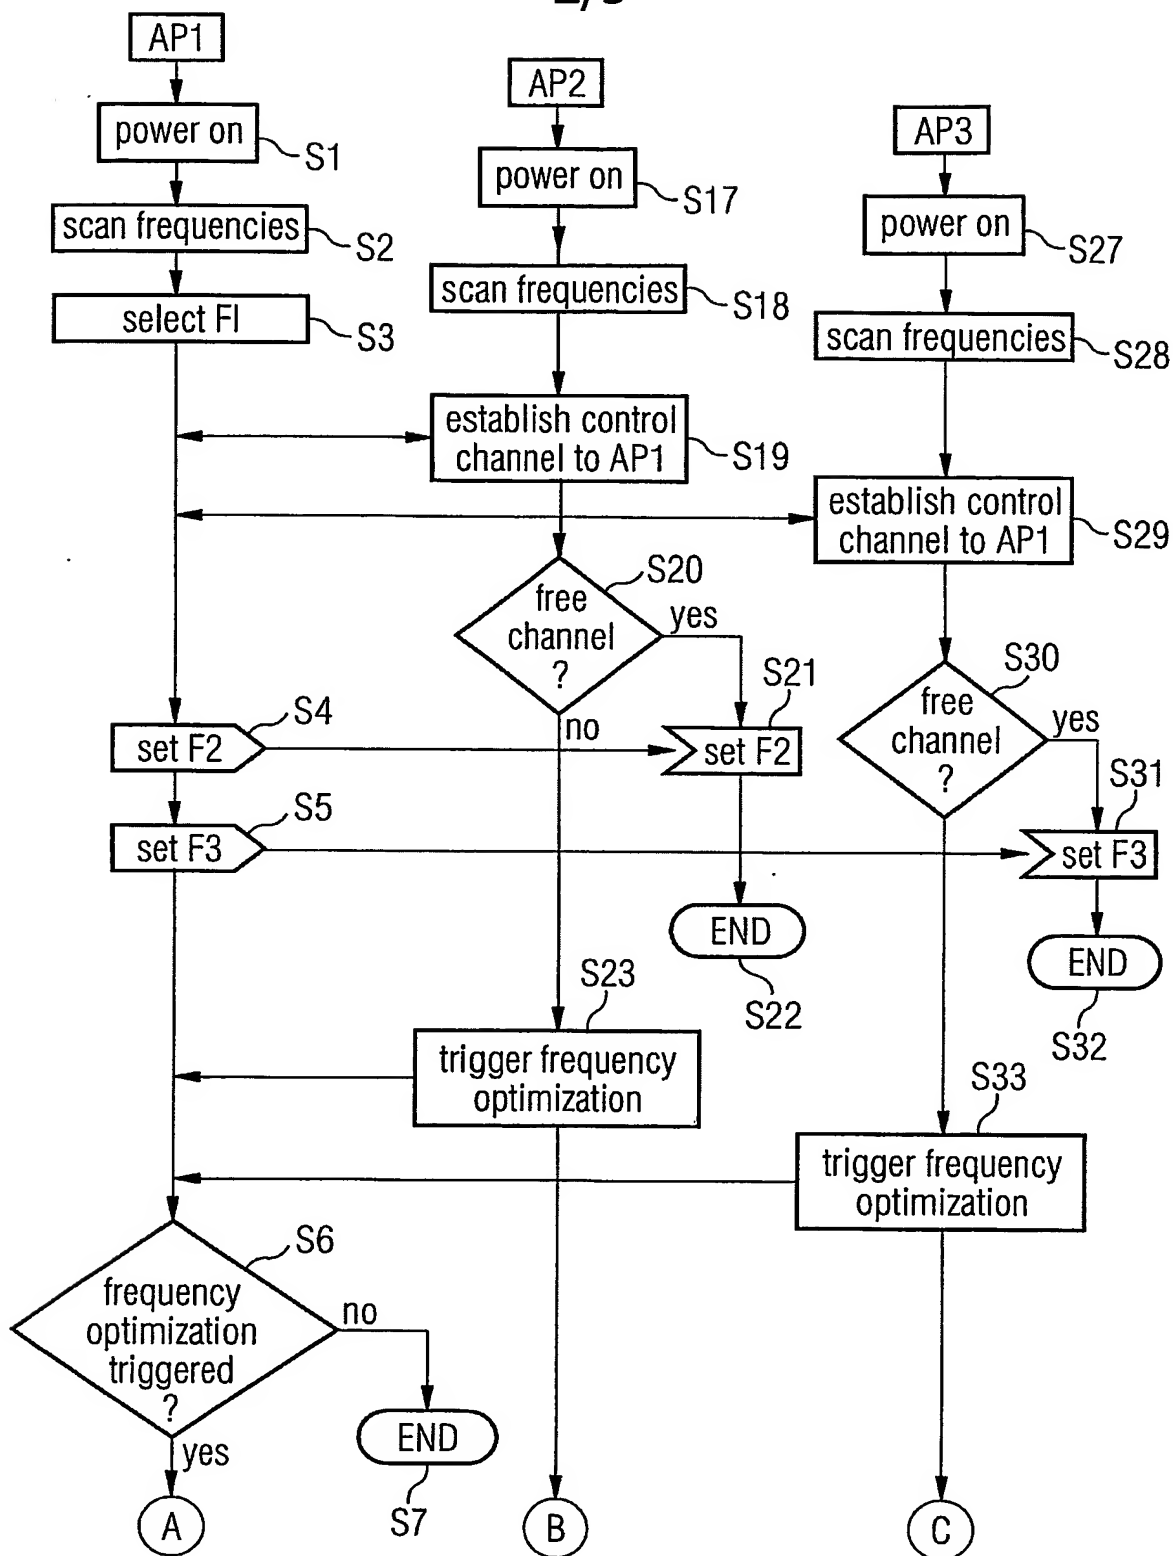 AP1
power on
S1
scan frequencies
S2
select FI
S3
AP2
power on
S17
scan frequencies
S18
establish control
channel to AP1
S19
AP3
power on
S27
scan frequencies
S28
establish control
channel to AP1
S29
free
channel
?
S20
yes
no
S21
set F2
END
S22
free
channel
?
S30
yes
S31
set F3
END
S32
set F2
S4
set F3
S5
S23
trigger frequency
optimization
S33
trigger frequency
optimization
frequency
optimization
triggered
?
S6
no
END
S7
yes
A
B
C